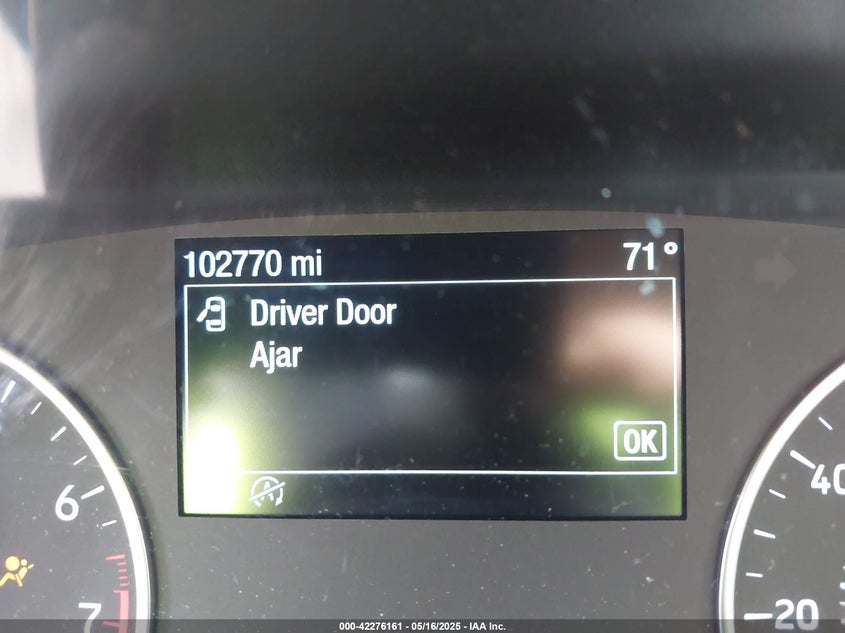 102770 mi 71°
Driver Door
Ajar
OK
6
7
40
20
000-42276161 - 05/16/2025 - IAA Inc.